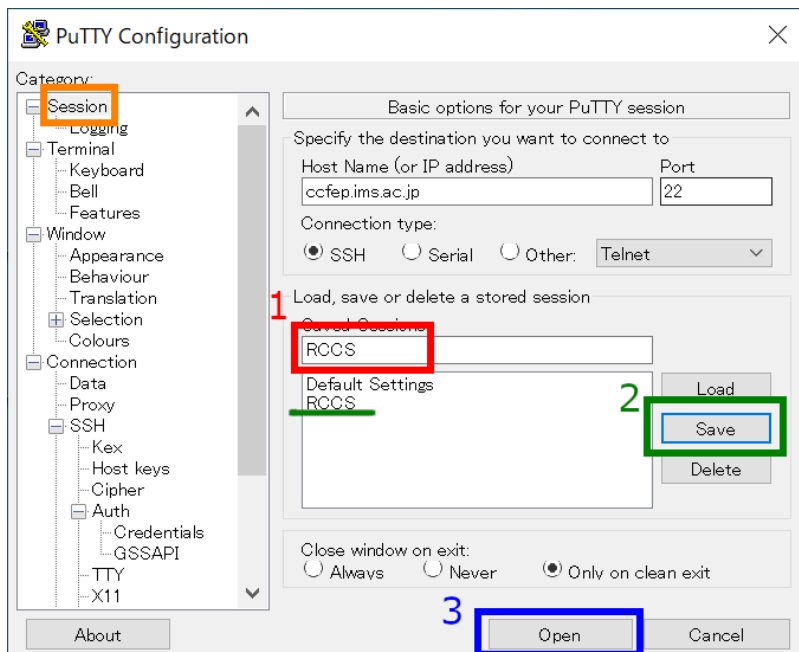 PuTTY Configuration
Category:
Session
Logging
Terminal
Keyboard
Bell
Features
Window
Appearance
Behaviour
Translation
Selection
Colours
Connection
Data
Proxy
SSH
Kex
Host keys
Cipher
Auth
Credentials
GSSAPI
TTY
X11
Basic options for your PuTTY session
Specify the destination you want to connect to
Host Name (or IP address) Port
ccfep.ims.ac.jp 22
Connection type:
SSH Serial Other: Telnet
Load, save or delete a stored session
1
Saved Sessions
RCCS
Default Settings
RCCS
Load
2
Save
Delete
Close window on exit:
Always Never Only on clean exit
3
About Open Cancel